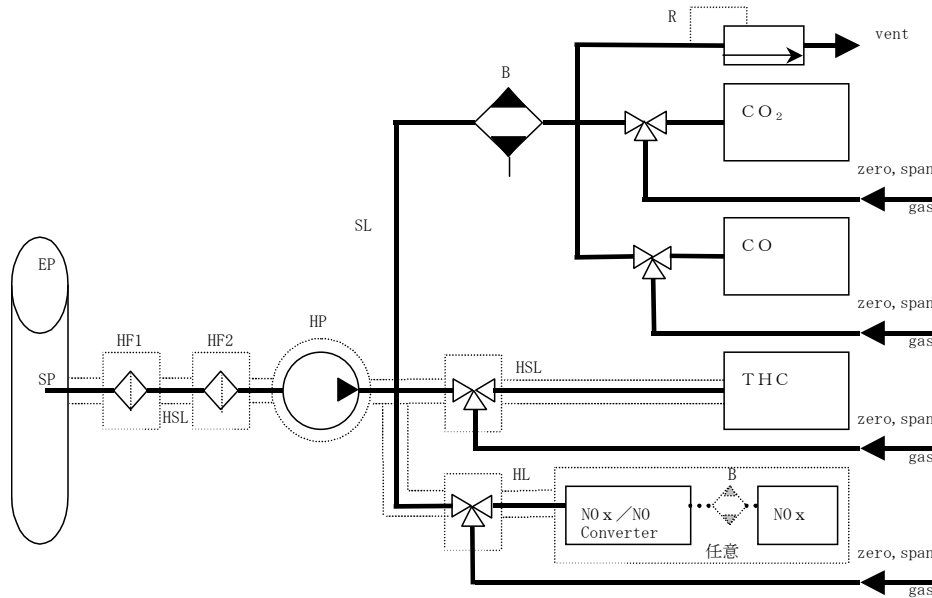 R
vent
B
CO₂
zero, span
gas
SL
CO
EP
zero, span
gas
HP
HF1
HF2
HSL
THC
SP
HSL
zero, span
gas
HL
B
NOx／NO
Converter
NOx
任意
zero, span
gas